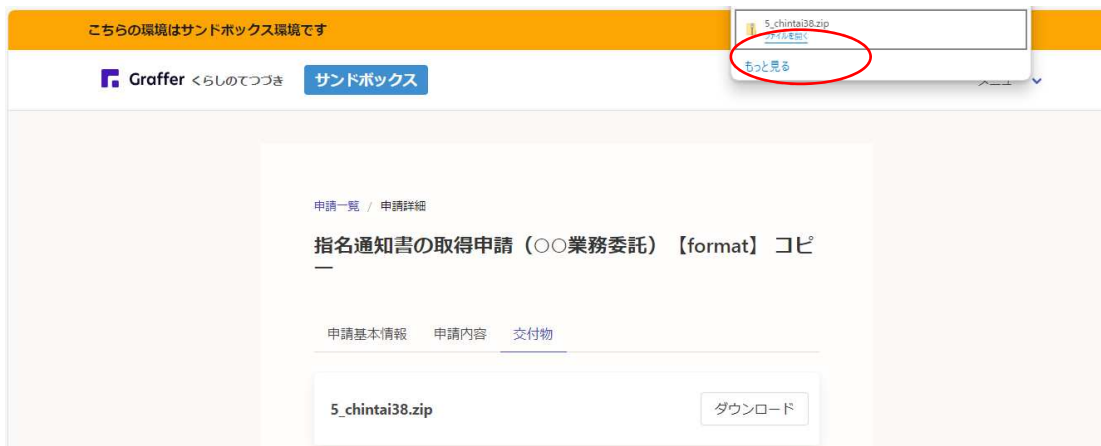 こちらの環境はサンドボックス環境です
5_chintai38.zip
ファイルを開く
もっと見る
Graffer くらしのてつづき サンドボックス
メニュー
申請一覧 / 申請詳細
指名通知書の取得申請（○○業務委託）【format】 コピ
ー
申請基本情報 申請内容 交付物
5_chintai38.zip ダウンロード